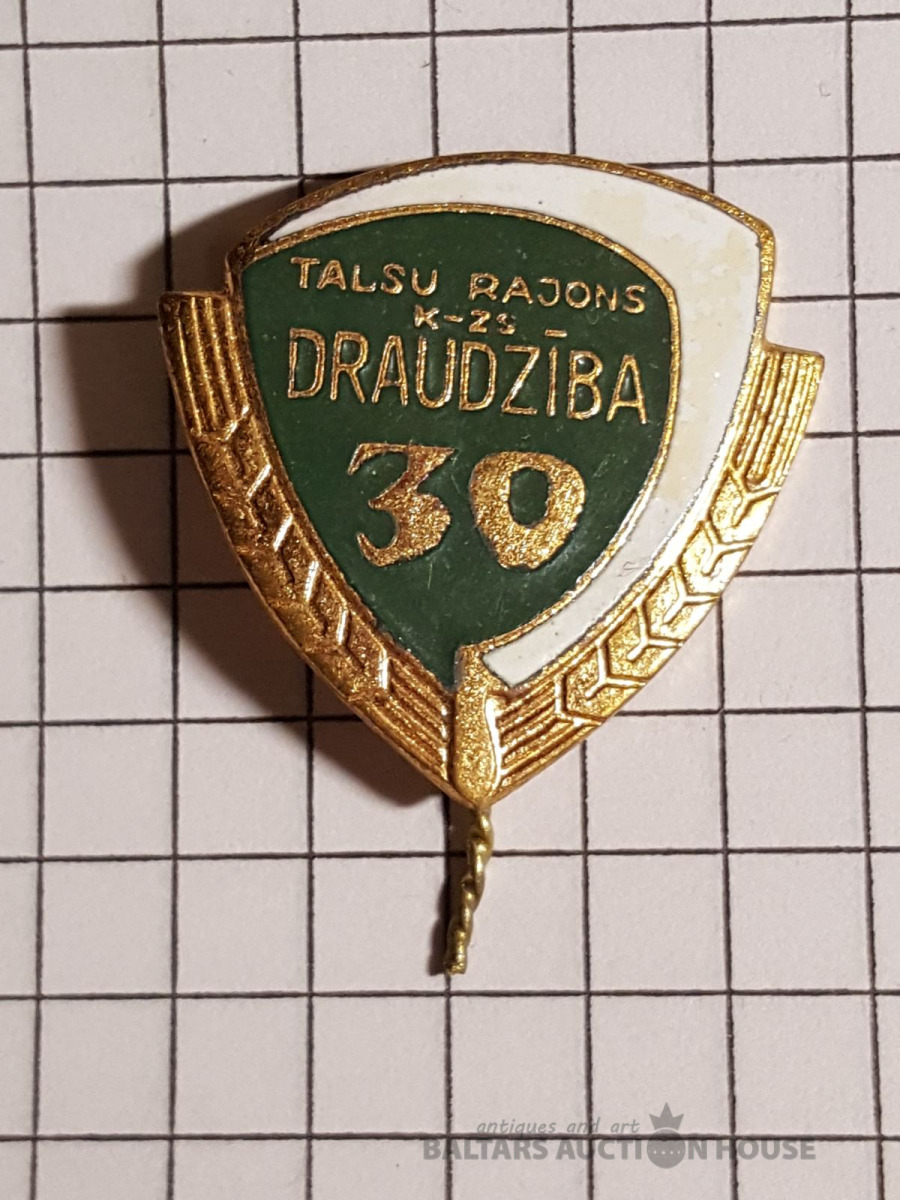 TALSU RAJONS
K-ZS
DRAUDZĪBA
30
antiques and art
BALTARS AUCTION HOUSE